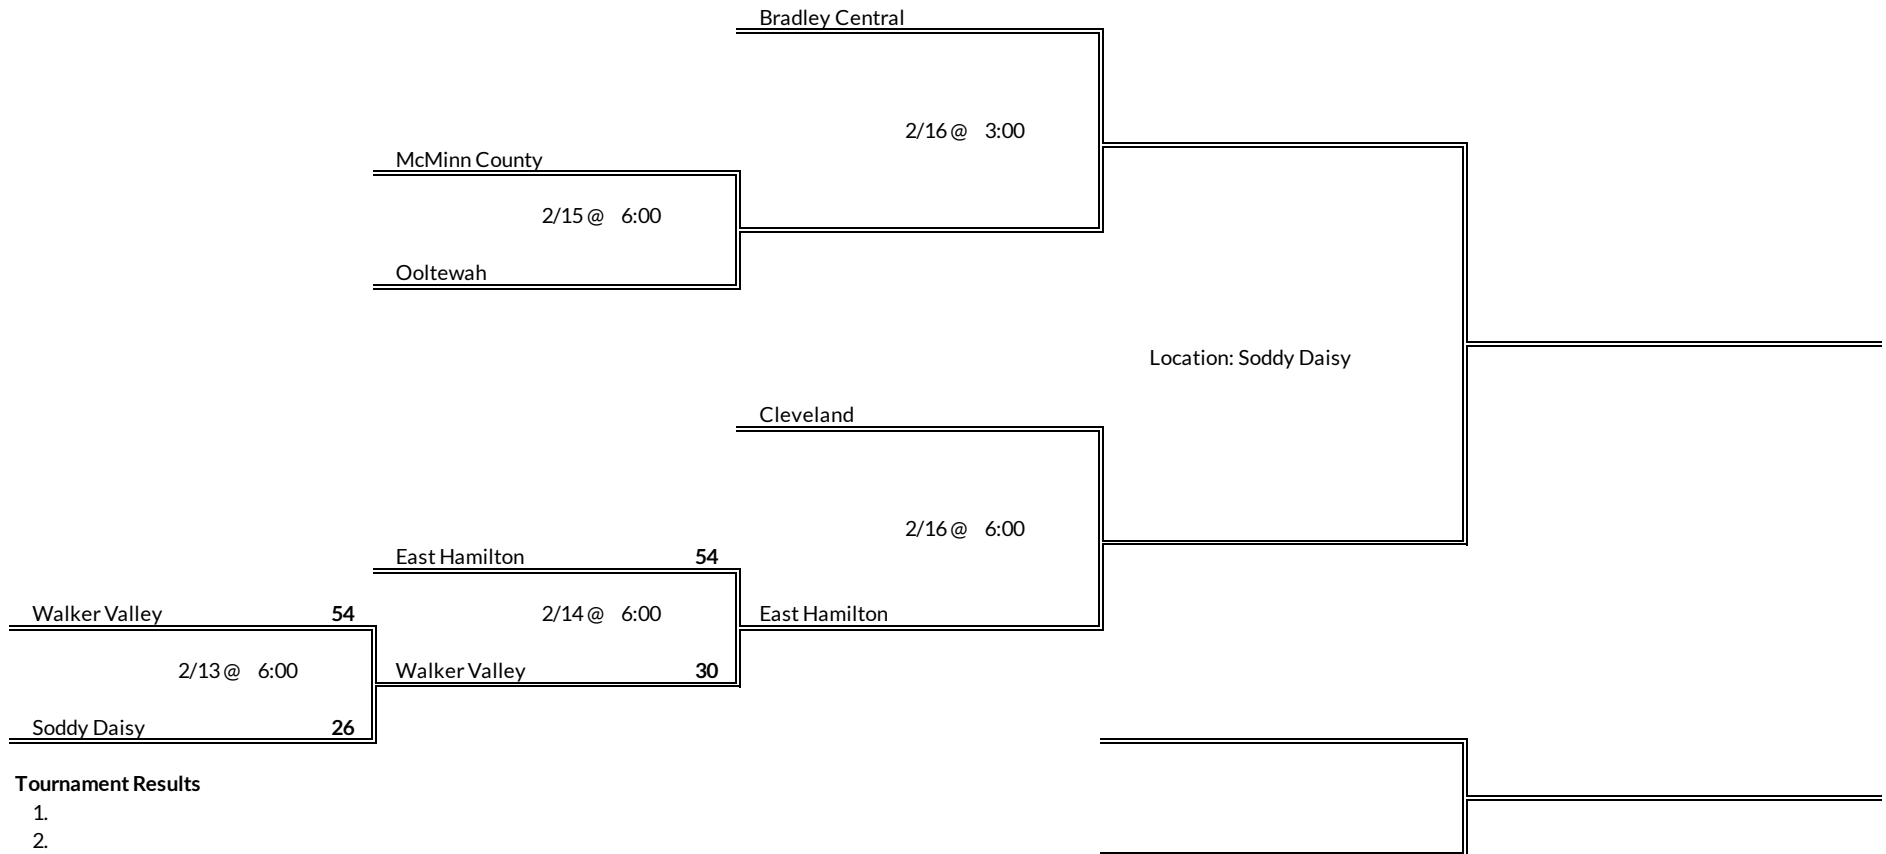 Bradley Central
2/16 @ 3:00
McMinn County
2/15 @ 6:00
Ooltewah
Location: Soddy Daisy
Cleveland
2/16 @ 6:00
East Hamilton 54
Walker Valley 54
2/14 @ 6:00
East Hamilton
2/13 @ 6:00
Walker Valley 30
Soddy Daisy 26
Tournament Results
1.
2.